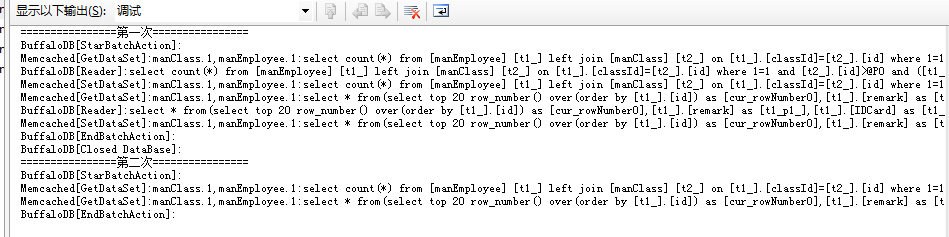 显示以下输出(S): 调试
================第一次================
BuffaloDB[StarBatchAction]:
Memcached[GetDataSet]:manClass.1,manEmployee.1:select count(*) from [manEmployee] [t1_] left join [manClass] [t2_] on [t1_].[classId]=[t2_].[id] where 1=1
BuffaloDB[Reader]:select count(*) from [manEmployee] [t1_] left join [manClass] [t2_] on [t1_].[classId]=[t2_].[id] where 1=1 and [t2_].[id]>@P0 and ([t1_
Memcached[SetDataSet]:manClass.1,manEmployee.1:select count(*) from [manEmployee] [t1_] left join [manClass] [t2_] on [t1_].[classId]=[t2_].[id] where 1=1
Memcached[GetDataSet]:manClass.1,manEmployee.1:select * from(select top 20 row_number() over(order by [t1_].[id]) as [cur_rowNumber0],[t1_].[remark] as [t
BuffaloDB[Reader]:select * from(select top 20 row_number() over(order by [t1_].[id]) as [cur_rowNumber0],[t1_].[remark] as [t1_p1_],[t1_].[IDCard] as [t1_
Memcached[SetDataSet]:manClass.1,manEmployee.1:select * from(select top 20 row_number() over(order by [t1_].[id]) as [cur_rowNumber0],[t1_].[remark] as [t
BuffaloDB[EndBatchAction]:
BuffaloDB[Closed DataBase]:
================第二次================
BuffaloDB[StarBatchAction]:
Memcached[GetDataSet]:manClass.1,manEmployee.1:select count(*) from [manEmployee] [t1_] left join [manClass] [t2_] on [t1_].[classId]=[t2_].[id] where 1=1
Memcached[GetDataSet]:manClass.1,manEmployee.1:select * from(select top 20 row_number() over(order by [t1_].[id]) as [cur_rowNumber0],[t1_].[remark] as [t
BuffaloDB[EndBatchAction]: